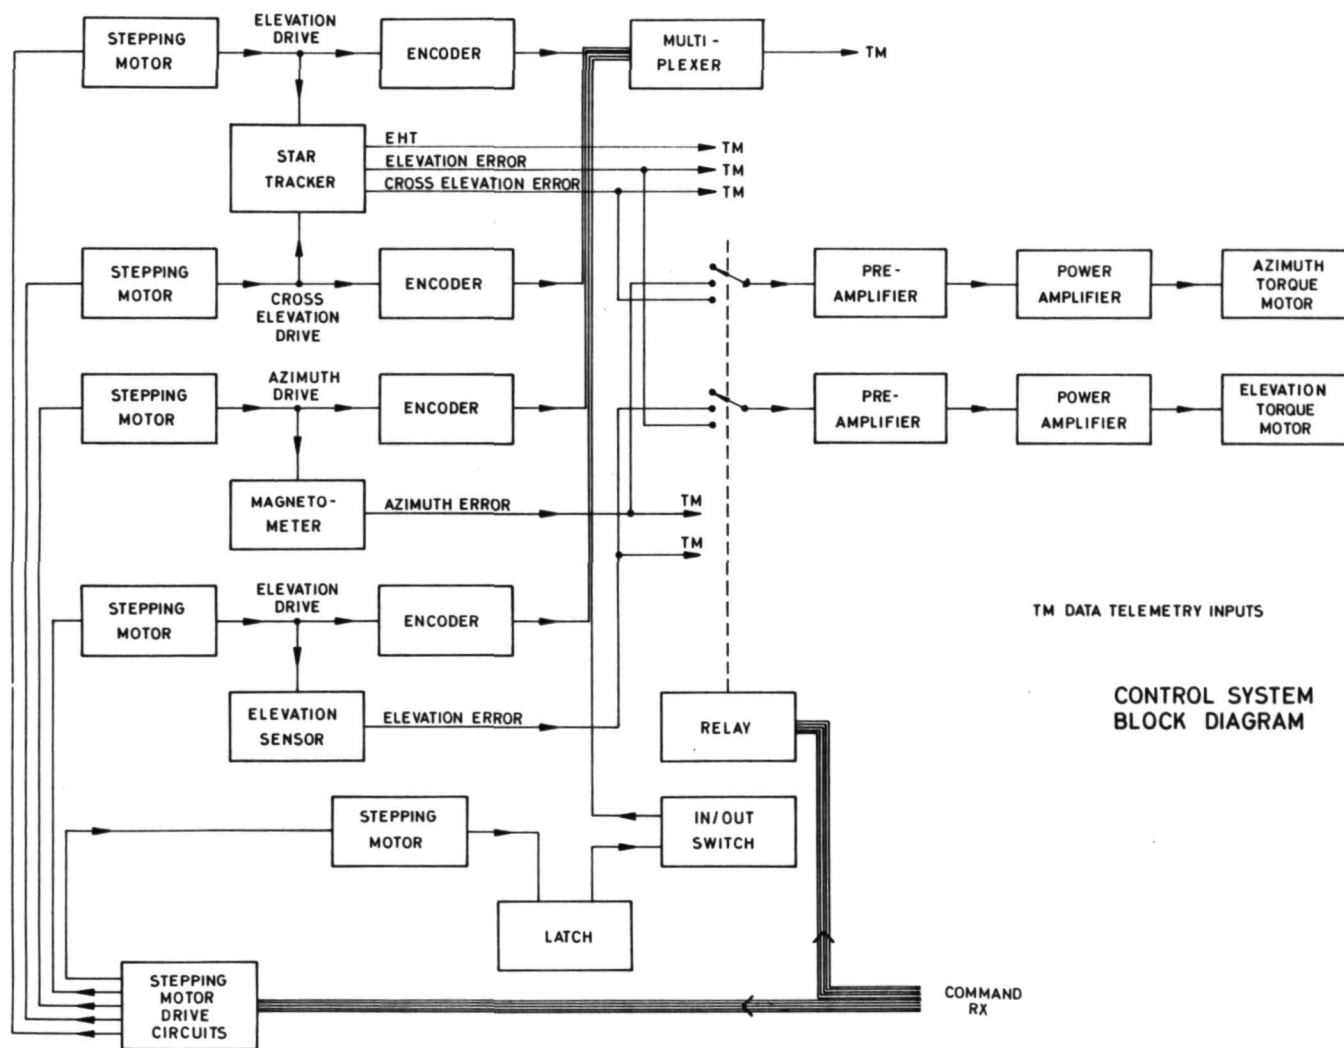 STEPPING
MOTOR
ELEVATION
DRIVE
ENCODER
MULTI -
PLEXER
TM
STAR
TRACKER
EHT
TM
ELEVATION ERROR
TM
CROSS ELEVATION ERROR
TM
STEPPING
MOTOR
CROSS
ELEVATION
DRIVE
ENCODER
PRE-
AMPLIFIER
POWER
AMPLIFIER
AZIMUTH
TORQUE
MOTOR
STEPPING
MOTOR
AZIMUTH
DRIVE
ENCODER
PRE-
AMPLIFIER
POWER
AMPLIFIER
ELEVATION
TORQUE
MOTOR
MAGNETO-
METER
AZIMUTH ERROR
TM
TM
STEPPING
MOTOR
ELEVATION
DRIVE
ENCODER
TM DATA TELEMETRY INPUTS
ELEVATION
SENSOR
ELEVATION ERROR
RELAY
CONTROL SYSTEM
BLOCK DIAGRAM
STEPPING
MOTOR
IN/OUT
SWITCH
LATCH
STEPPING
MOTOR
DRIVE
CIRCUITS
COMMAND
RX